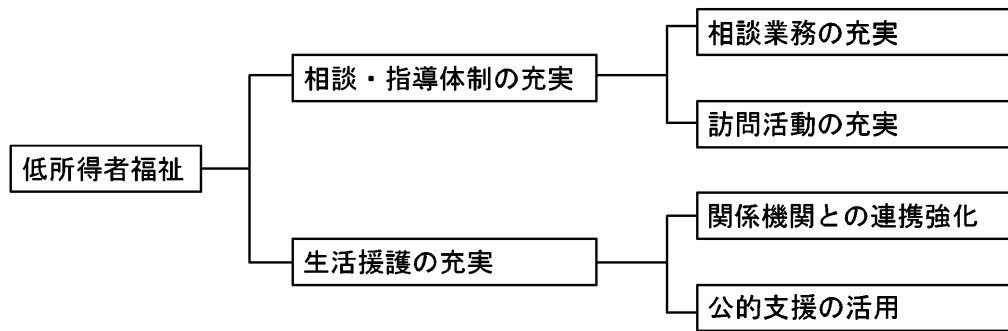 低所得者福祉
相談・指導体制の充実
相談業務の充実
訪問活動の充実
生活援護の充実
関係機関との連携強化
公的支援の活用